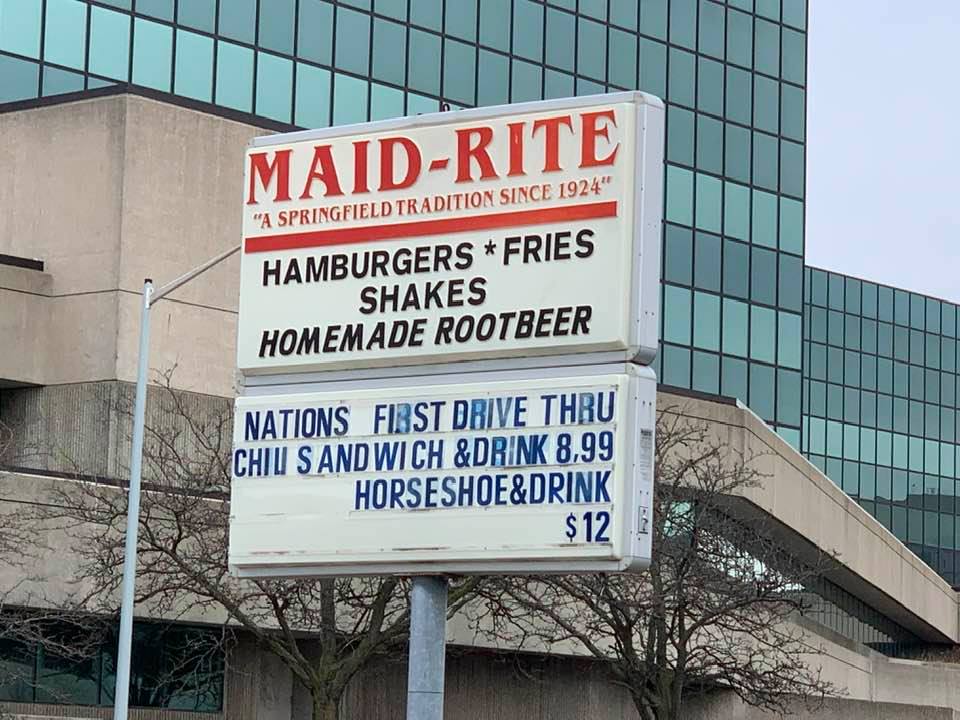 MAID-RITE
"A SPRINGFIELD TRADITION SINCE 1924"
HAMBURGERS * FRIES
SHAKES
HOMEMADE ROOTBEER
NATIONS FIRST DRIVE THRU
CHILI SANDWICH &DRINK 8.99
HORSESHOE&DRINK
$12